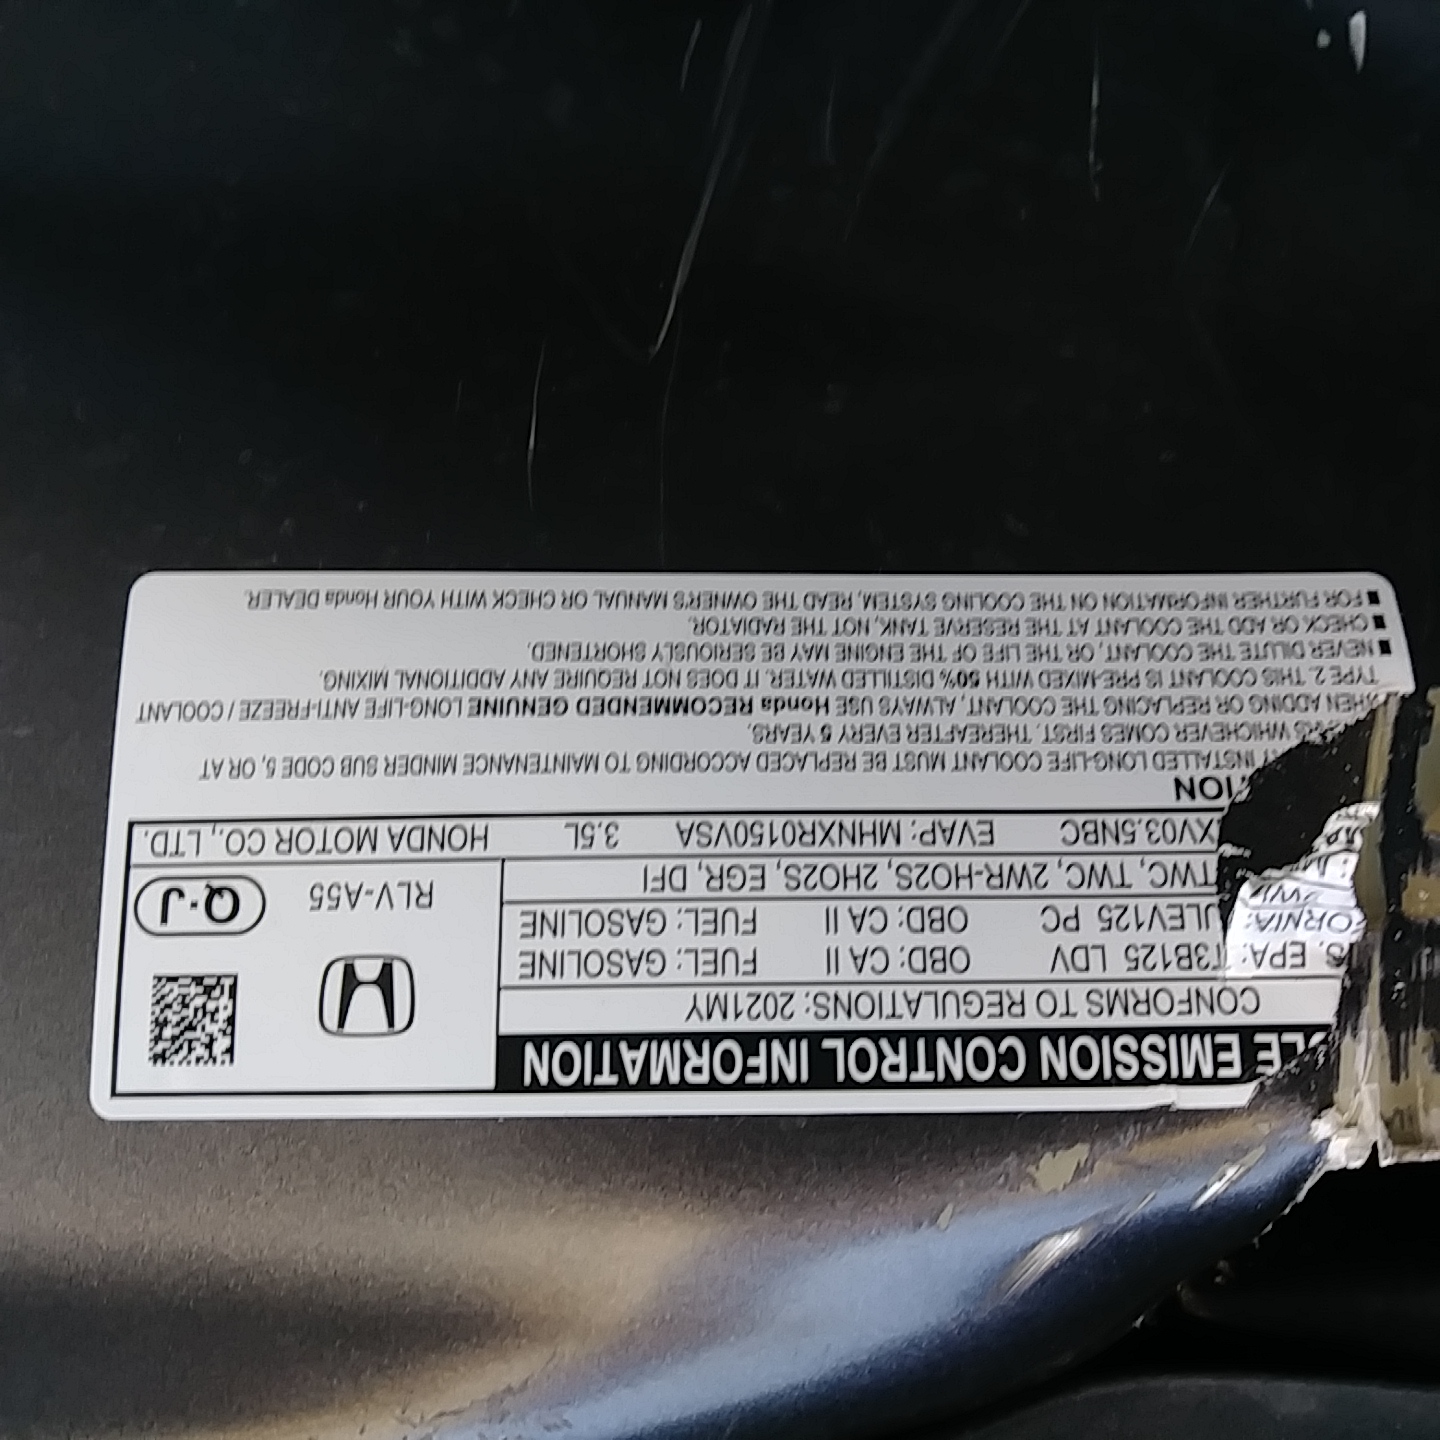 LE EMISSION CONTROL INFORMATION
CONFORMS TO REGULATIONS: 2021MY
EPA: T3B125 LDV OBD: CA II FUEL: GASOLINE
ORNIA: ULEV125 PC OBD: CA II FUEL: GASOLINE
TWC, TWC, 2WR-HO2S, 2HO2S, EGR, DFI
RLV-A55
Q·J
XV03.5NBC EVAP: MHNXR0150VSA 3.5L HONDA MOTOR CO., LTD.
TION
INSTALLED LONG-LIFE COOLANT MUST BE REPLACED ACCORDING TO MAINTENANCE MINDER SUB CODE 5, OR AT
WHICHEVER COMES FIRST. THEREAFTER EVERY 5 YEARS.
WHEN ADDING OR REPLACING THE COOLANT, ALWAYS USE Honda RECOMMENDED GENUINE LONG-LIFE ANTI-FREEZE / COOLANT
TYPE 2. THIS COOLANT IS PRE-MIXED WITH 50% DISTILLED WATER. IT DOES NOT REQUIRE ANY ADDITIONAL MIXING.
■ NEVER DILUTE THE COOLANT, OR THE LIFE OF THE ENGINE MAY BE SERIOUSLY SHORTENED.
■ CHECK OR ADD THE COOLANT AT THE RESERVE TANK, NOT THE RADIATOR.
■ FOR FURTHER INFORMATION ON THE COOLING SYSTEM, READ THE OWNER'S MANUAL OR CHECK WITH YOUR Honda DEALER.